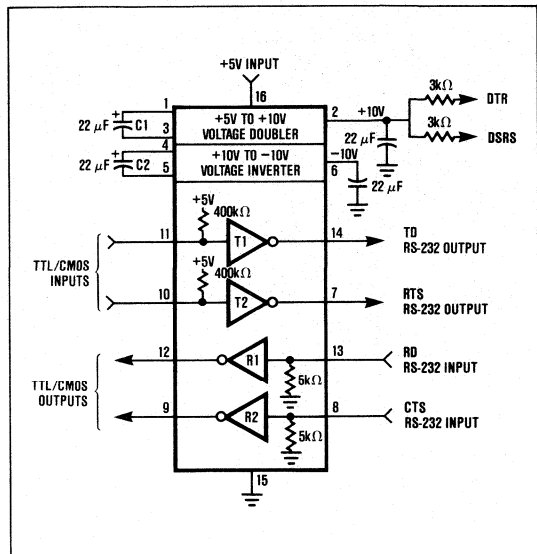 +5V INPUT
16
1
+
22 µF C1
3
+5V TO +10V
VOLTAGE DOUBLER
2
+10V
3kΩ
DTR
3kΩ
DSRS
22 µF
4
+
22 µF C2
5
+10V TO −10V
VOLTAGE INVERTER
−10V
6
22 µF
+5V
400kΩ
11
T1
14
TD
RS-232 OUTPUT
TTL/CMOS
INPUTS
+5V
400kΩ
10
T2
7
RTS
RS-232 OUTPUT
12
R1
13
RD
RS-232 INPUT
5kΩ
TTL/CMOS
OUTPUTS
9
R2
8
CTS
RS-232 INPUT
5kΩ
15